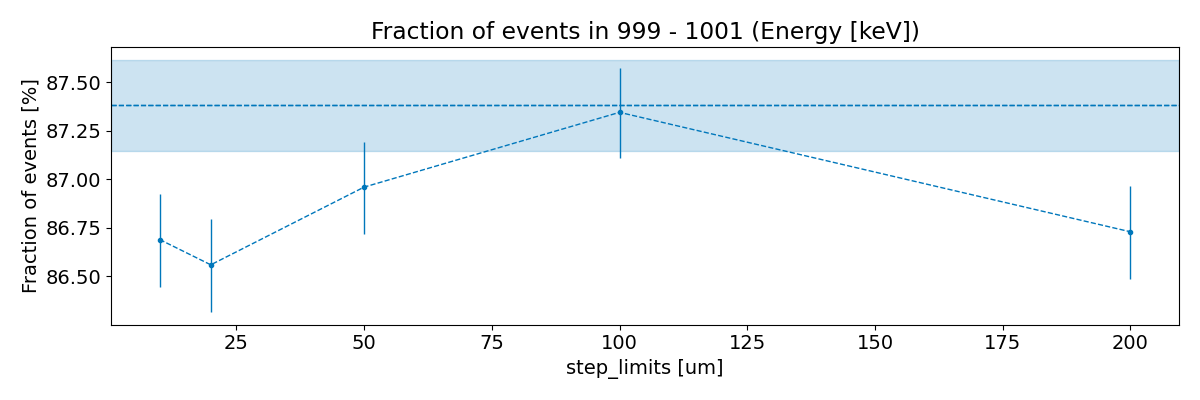 Fraction of events in 999 - 1001 (Energy [keV])
Fraction of events [%]
87.50
87.25
87.00
86.75
86.50
25 50 75 100 125 150 175 200
step_limits [um]